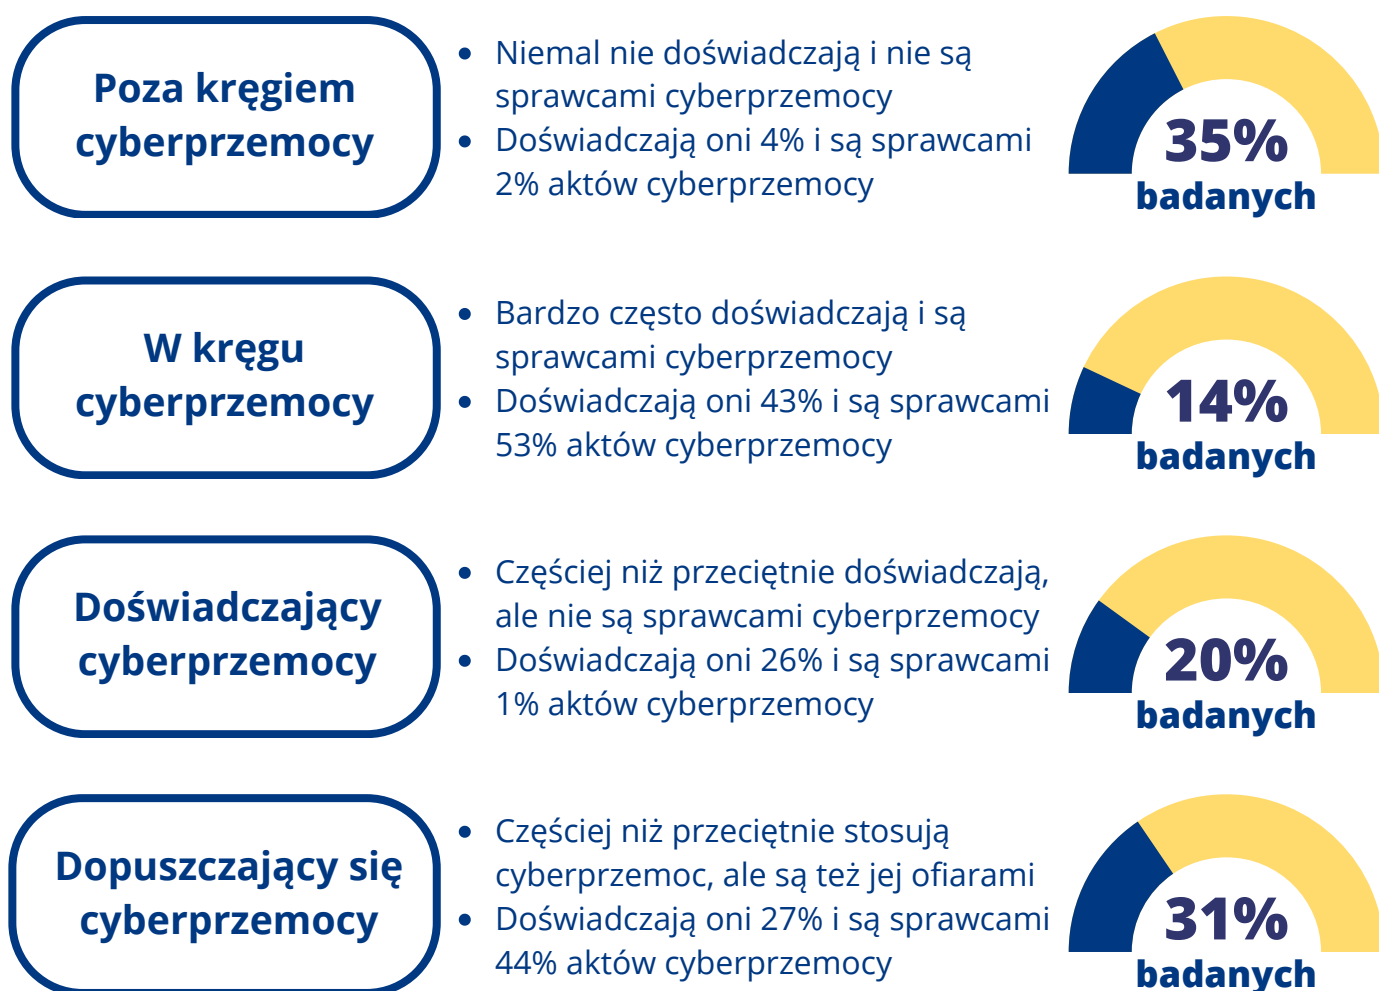 Poza kręgiem
cyberprzemocy
• Niemal nie doświadczają i nie są
sprawcami cyberprzemocy
• Doświadczają oni 4% i są sprawcami
2% aktów cyberprzemocy
35%
badanych
W kręgu
cyberprzemocy
• Bardzo często doświadczają i są
sprawcami cyberprzemocy
• Doświadczają oni 43% i są sprawcami
53% aktów cyberprzemocy
14%
badanych
Doświadczający
cyberprzemocy
• Częściej niż przeciętnie doświadczają,
ale nie są sprawcami cyberprzemocy
• Doświadczają oni 26% i są sprawcami
1% aktów cyberprzemocy
20%
badanych
Dopuszczający się
cyberprzemocy
• Częściej niż przeciętnie stosują
cyberprzemoc, ale są też jej ofiarami
• Doświadczają oni 27% i są sprawcami
44% aktów cyberprzemocy
31%
badanych